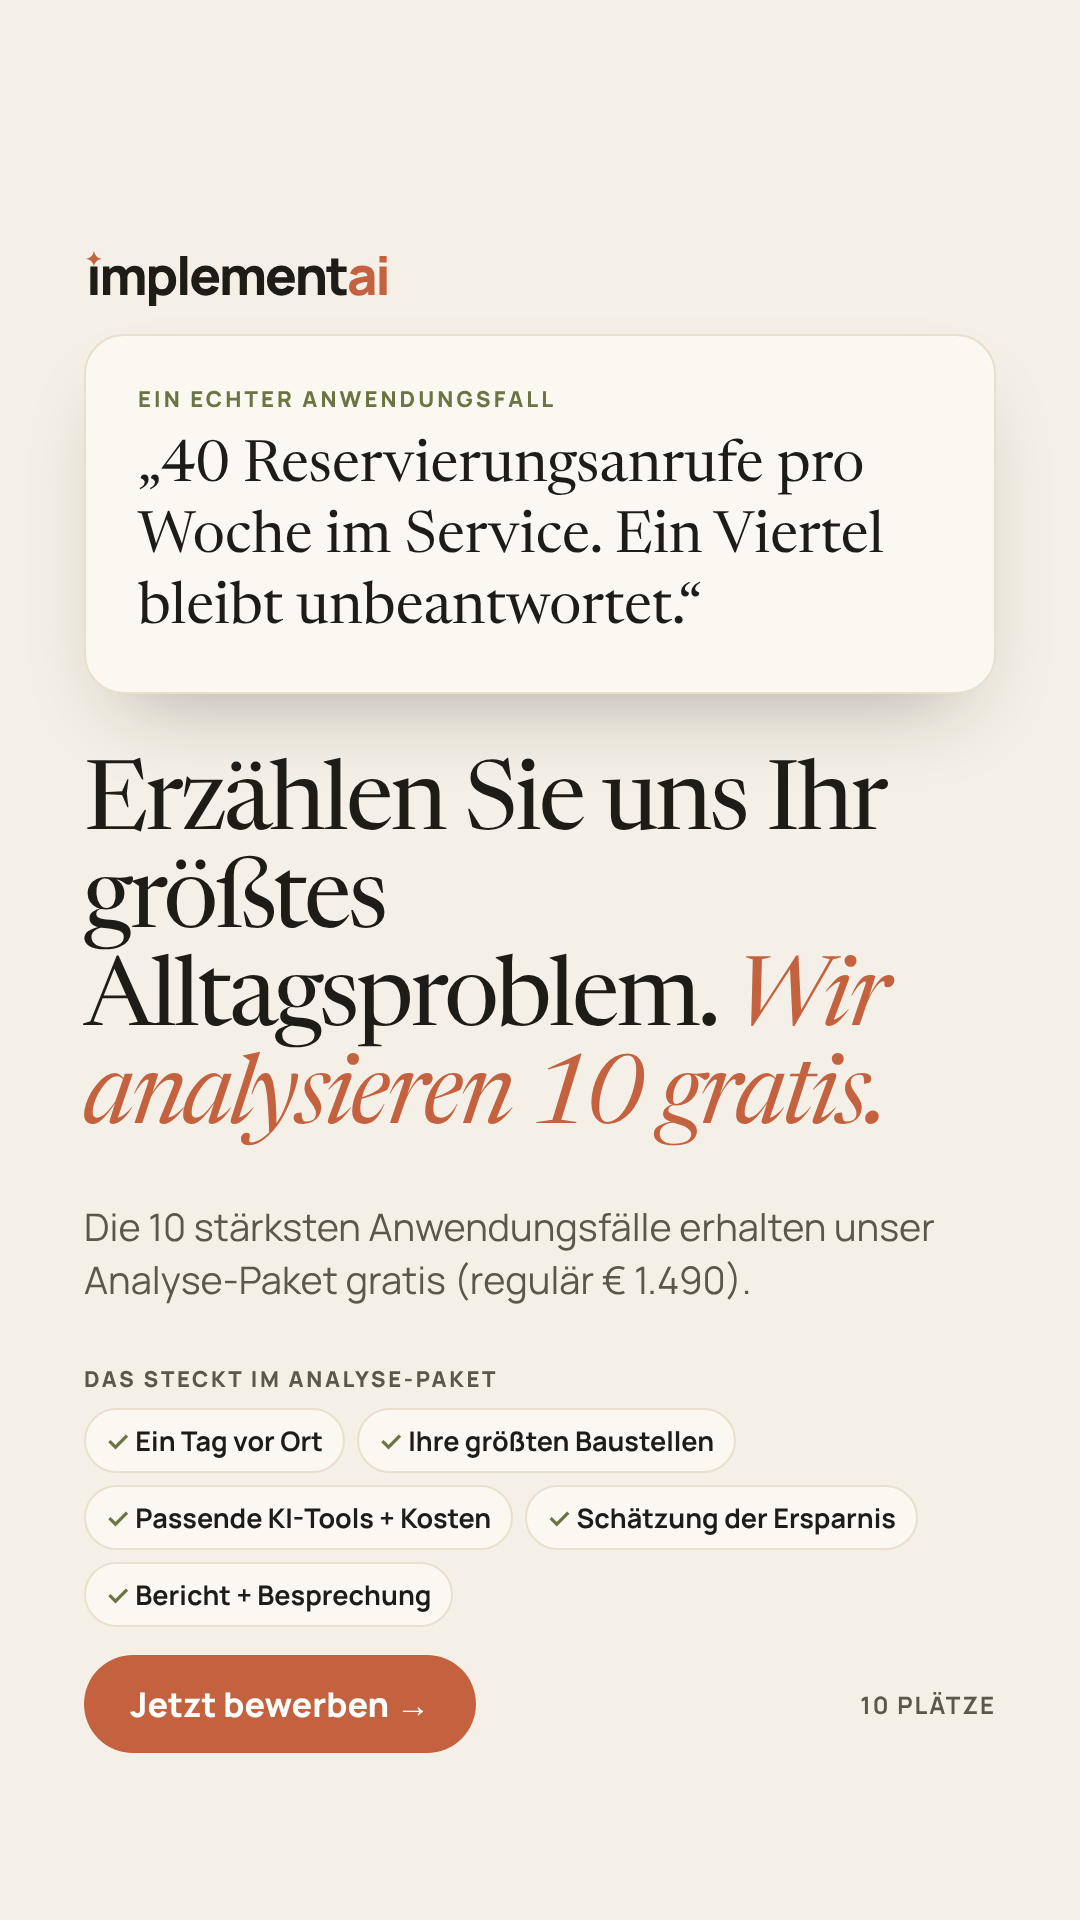 implementai
EIN ECHTER ANWENDUNGSFALL
„40 Reservierungsanrufe pro
Woche im Service. Ein Viertel
bleibt unbeantwortet.“
Erzählen Sie uns Ihr
größtes
Alltagsproblem. Wir
analysieren 10 gratis.
Die 10 stärksten Anwendungsfälle erhalten unser
Analyse-Paket gratis (regulär € 1.490).
DAS STECKT IM ANALYSE-PAKET
✓ Ein Tag vor Ort ✓ Ihre größten Baustellen
✓ Passende KI-Tools + Kosten ✓ Schätzung der Ersparnis
✓ Bericht + Besprechung
Jetzt bewerben → 10 PLÄTZE